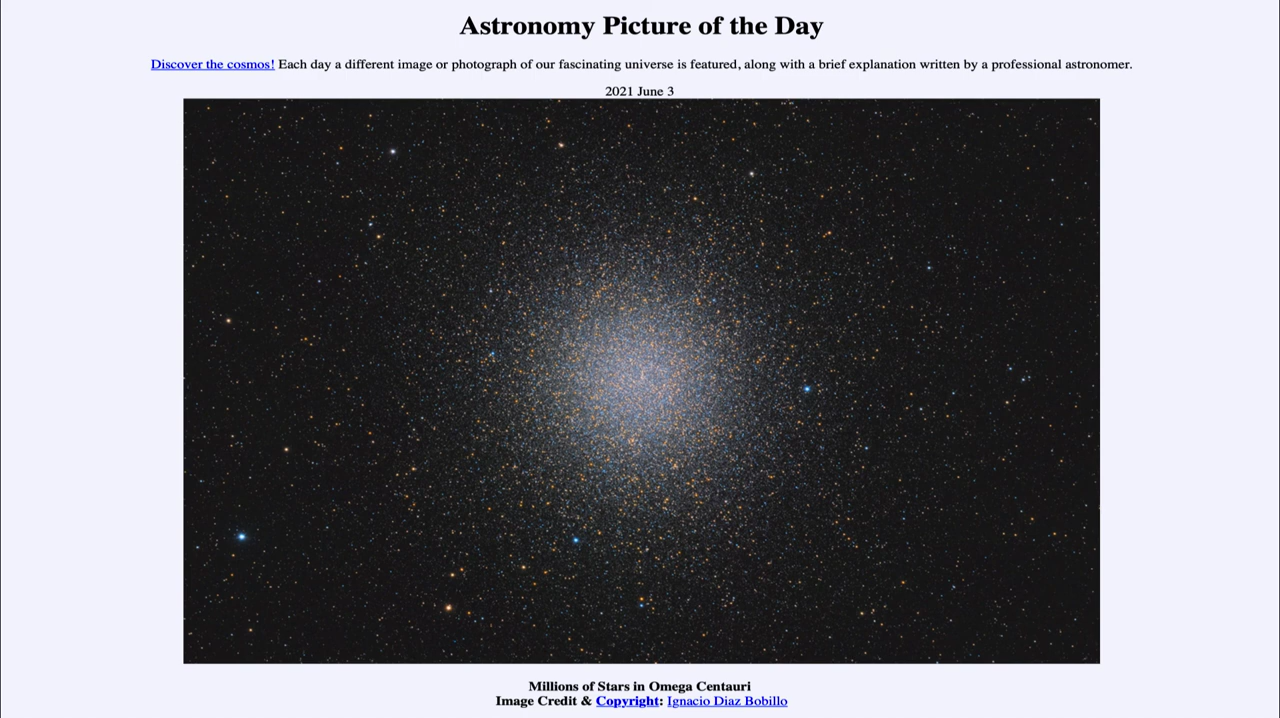 Astronomy Picture of the Day
Discover the cosmos! Each day a different image or photograph of our fascinating universe is featured, along with a brief explanation written by a professional astronomer.
2021 June 3
Millions of Stars in Omega Centauri
Image Credit & Copyright: Ignacio Diaz Bobillo